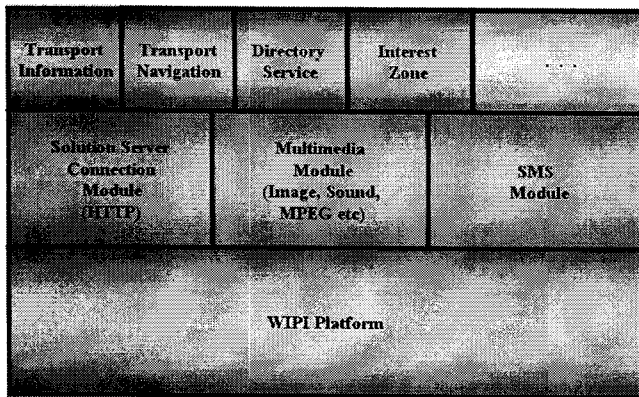 Transport
Information
Transport
Navigation
Directory
Service
Interest
Zone
. . .
Solution Server
Connection
Module
(HTTP)
Multimedia
Module
(Image, Sound,
MPEG etc)
SMS
Module
WIPI Platform